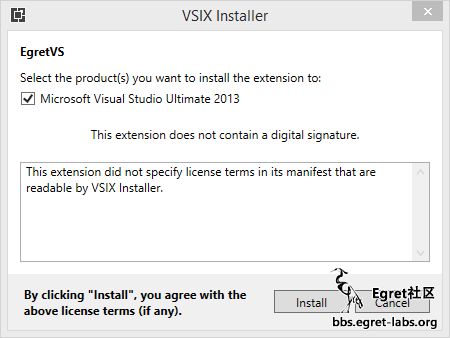 VSIX Installer
EgretVS
Select the product(s) you want to install the extension to:
Microsoft Visual Studio Ultimate 2013
This extension does not contain a digital signature.
This extension did not specify license terms in its manifest that are
readable by VSIX Installer.
By clicking "Install", you agree with the
above license terms (if any).
Install
Cancel
Egret社区
bbs.egret-labs.org